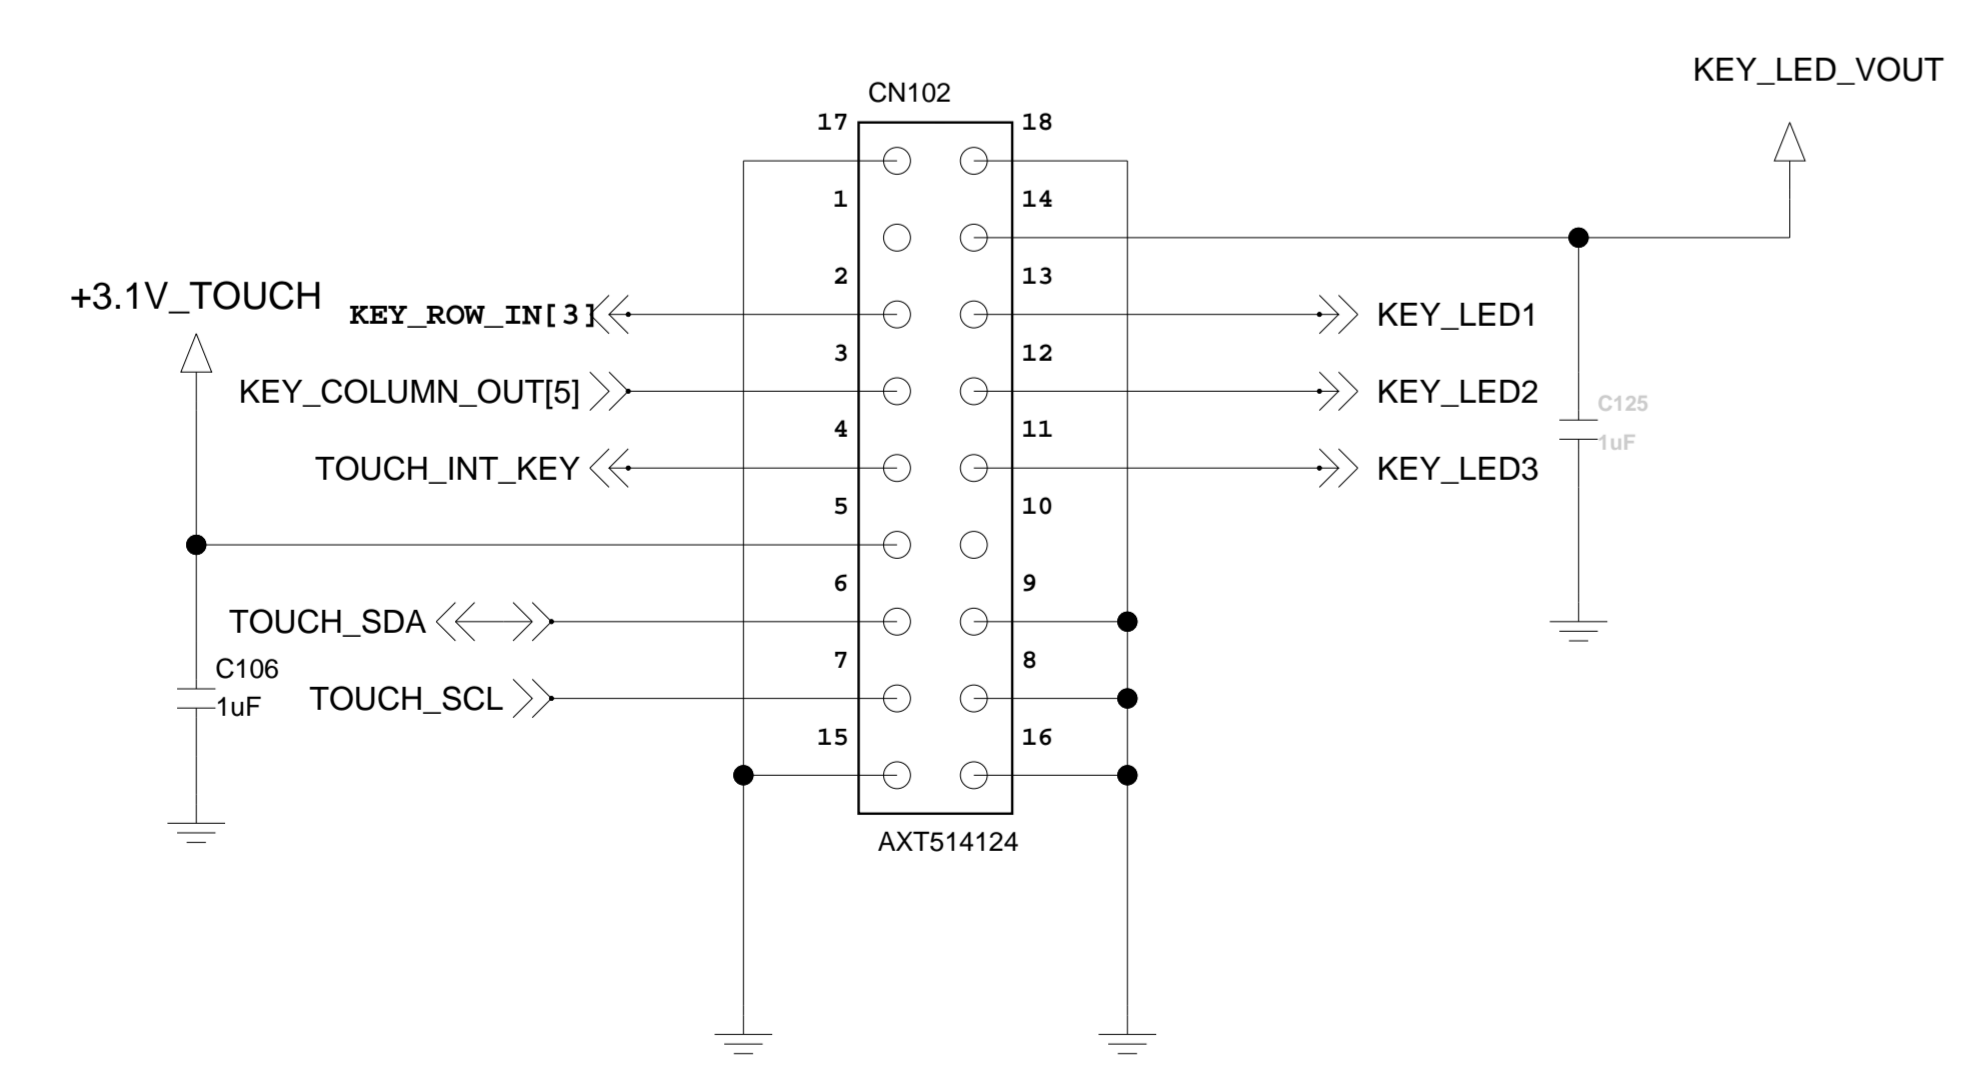 KEY_LED_VOUT
CN102
17 18
1 14
2 13
+3.1V_TOUCH
KEY_ROW_IN[3] KEY_LED1
3 12
KEY_COLUMN_OUT[5] KEY_LED2
C125
4 11
1uF
TOUCH_INT_KEY KEY_LED3
5 10
6 9
TOUCH_SDA
7 8
C106
TOUCH_SCL
1uF
15 16
AXT514124